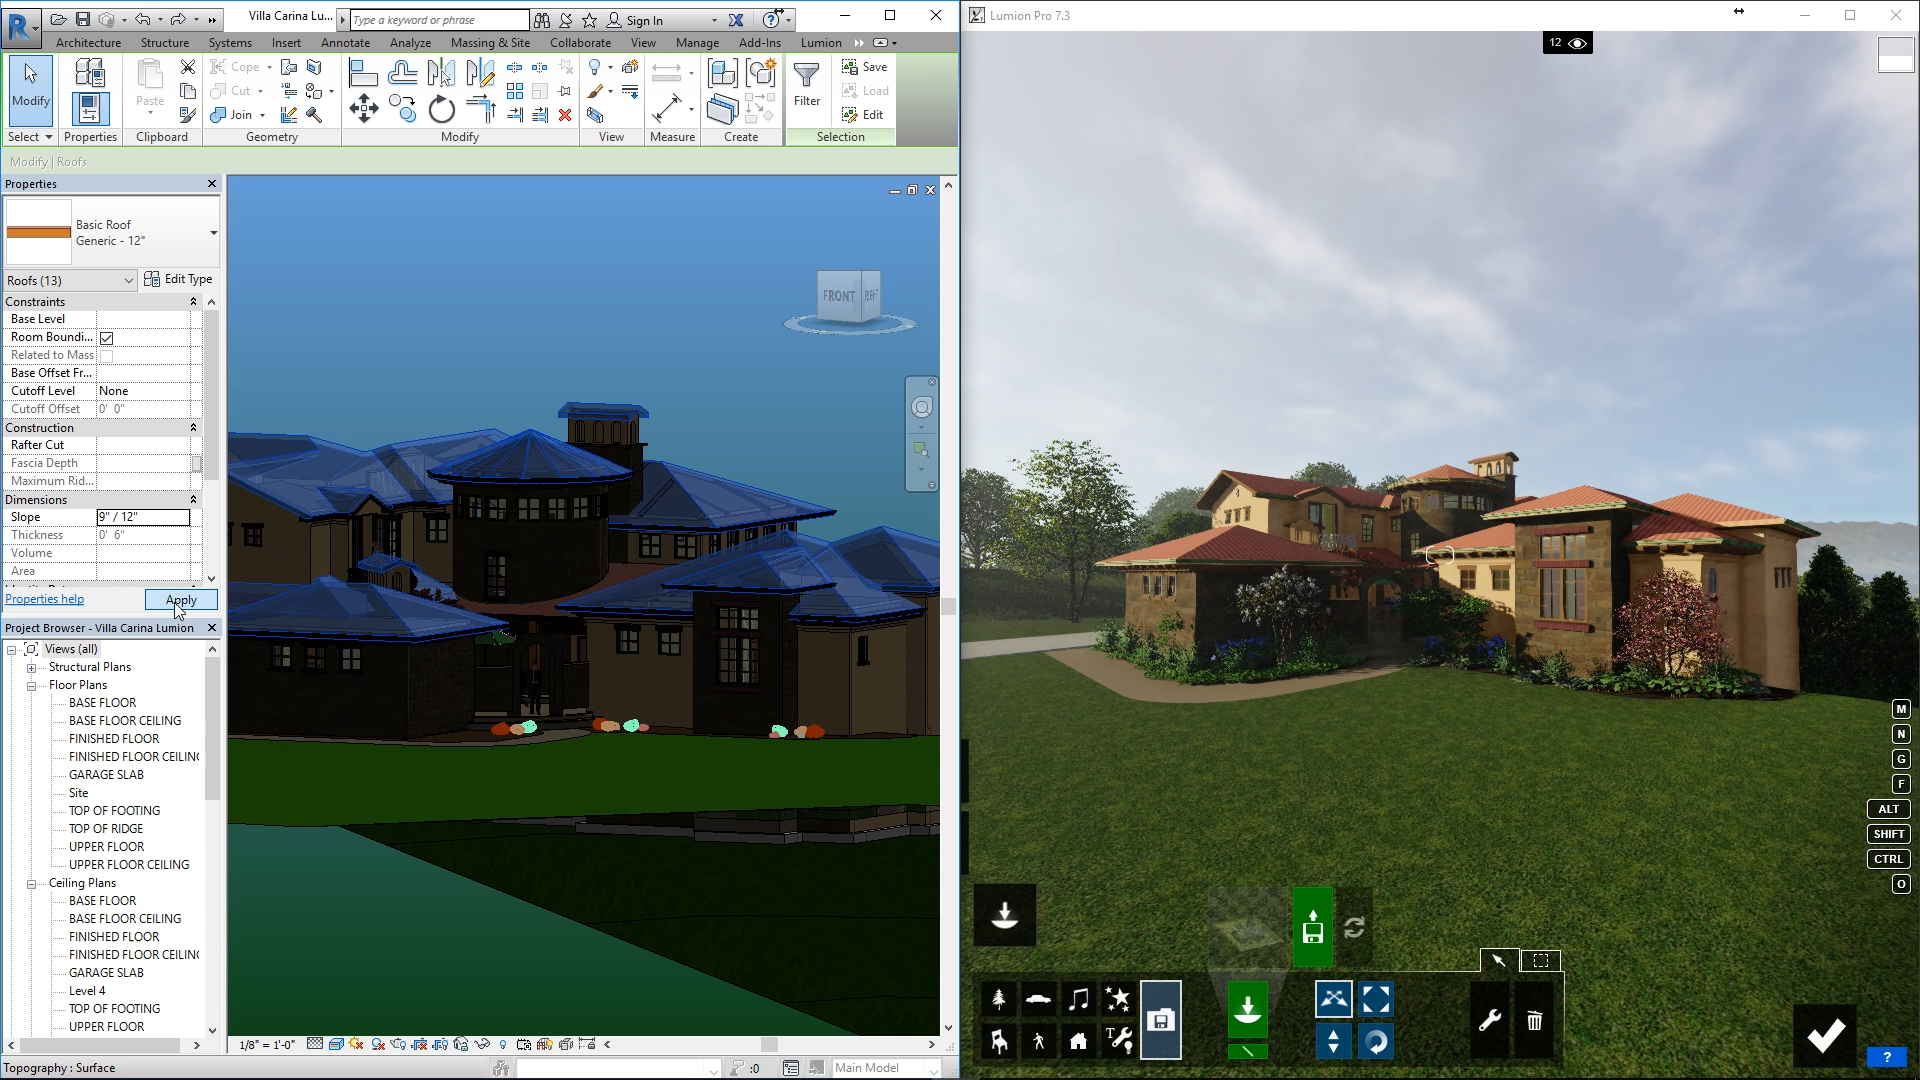 Villa Carina Lu...
Type a keyword or phrase
Sign In
Architecture Structure Systems Insert Annotate Analyze Massing & Site Collaborate View Manage Add-Ins Lumion
Modify
Paste
Cope
Cut
Join
Filter
Save
Load
Edit
Select Properties Clipboard Geometry Modify View Measure Create Selection
Modify | Roofs
Properties
Basic Roof
Generic - 12"
Roofs (13)
Edit Type
Constraints
Base Level
Room Boundi...
Related to Mass
Base Offset Fr...
Cutoff Level None
Cutoff Offset 0' 0"
Construction
Rafter Cut
Fascia Depth
Maximum Rid...
Dimensions
Slope 9" / 12"
Thickness 0' 6"
Volume
Area
Properties help
Apply
Project Browser - Villa Carina Lumion
Views (all)
Structural Plans
Floor Plans
BASE FLOOR
BASE FLOOR CEILING
FINISHED FLOOR
FINISHED FLOOR CEILING
GARAGE SLAB
Site
TOP OF FOOTING
TOP OF RIDGE
UPPER FLOOR
UPPER FLOOR CEILING
Ceiling Plans
BASE FLOOR
BASE FLOOR CEILING
FINISHED FLOOR
FINISHED FLOOR CEILING
GARAGE SLAB
Level 4
TOP OF FOOTING
UPPER FLOOR
FRONT
RIGHT
1/8" = 1'-0"
Topography : Surface
:0
Main Model
Lumion Pro 7.3
12
M
N
G
F
ALT
SHIFT
CTRL
O
?